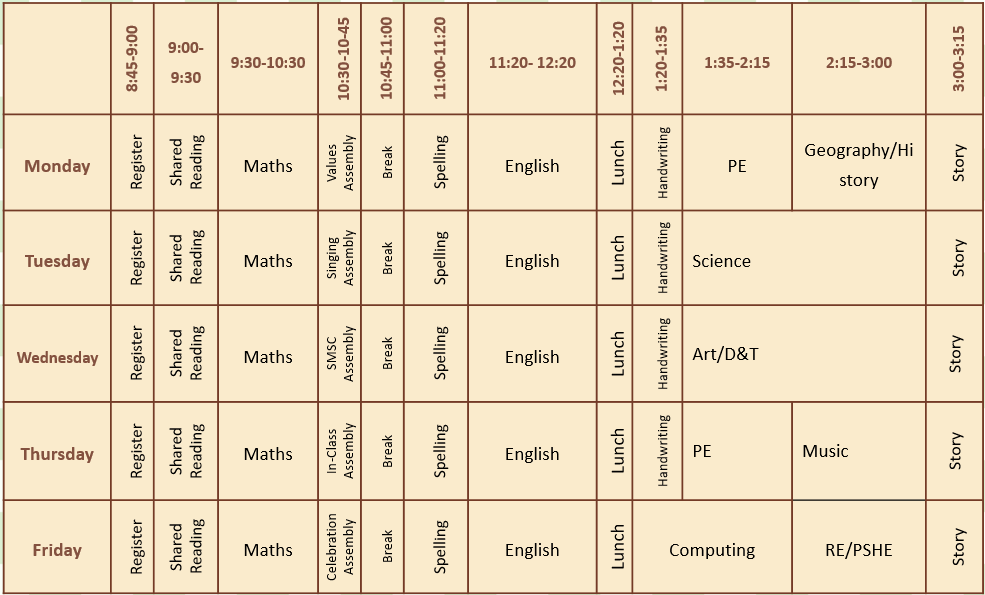 8:45-9:00
9:00-
9:30
9:30-10:30
10:30-10-45
10:45-11:00
11:00-11:20
11:20- 12:20
12:20-1:20
1:20-1:35
1:35-2:15
2:15-3:00
3:00-3:15
Monday
Register
Shared
Reading
Maths
Values
Assembly
Break
Spelling
English
Lunch
Handwriting
PE
Geography/Hi
story
Story
Tuesday
Register
Shared
Reading
Maths
Singing
Assembly
Break
Spelling
English
Lunch
Handwriting
Science
Story
Wednesday
Register
Shared
Reading
Maths
SMSC
Assembly
Break
Spelling
English
Lunch
Handwriting
Art/D&T
Story
Thursday
Register
Shared
Reading
Maths
In-Class
Assembly
Break
Spelling
English
Lunch
Handwriting
PE
Music
Story
Friday
Register
Shared
Reading
Maths
Celebration
Assembly
Break
Spelling
English
Lunch
Computing
RE/PSHE
Story